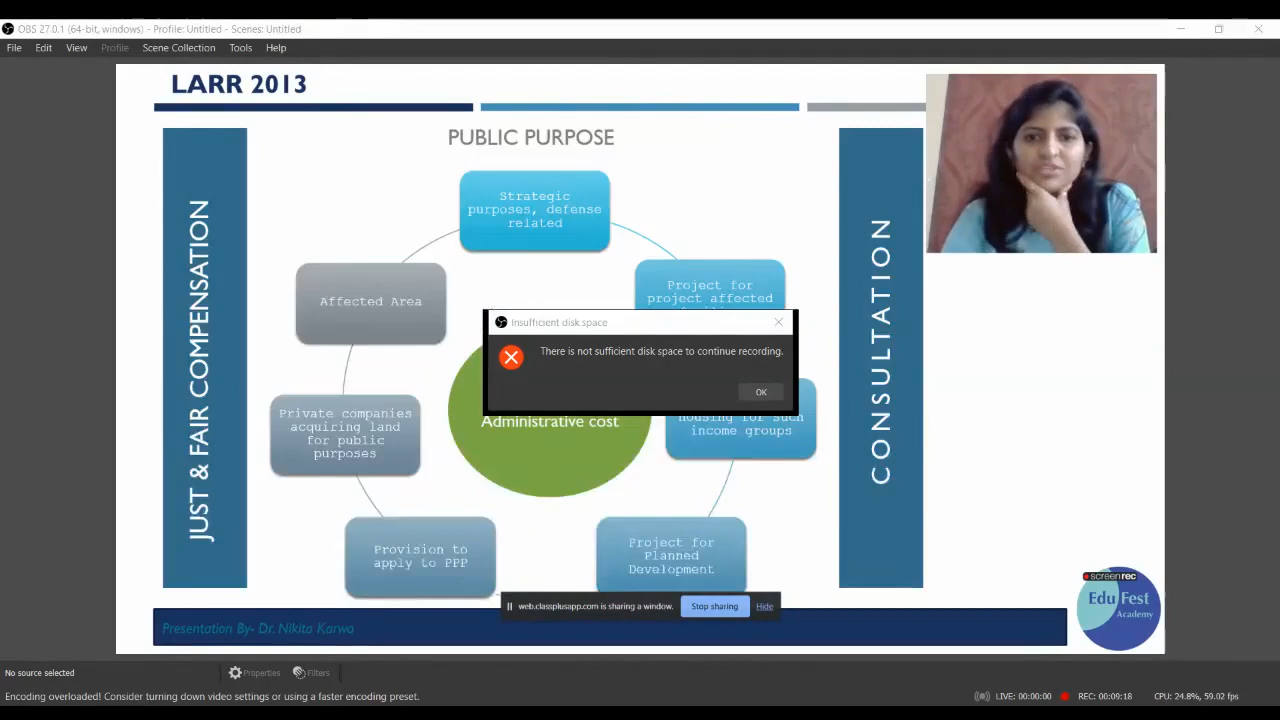 OBS 27.0.1 (64-bit, windows) - Profile: Untitled - Scenes: Untitled
File Edit View Profile Scene Collection Tools Help
LARR 2013
PUBLIC PURPOSE
JUST & FAIR COMPENSATION
CONSULTATION
Strategic
purposes, defense
related
Affected Area
Project for
project affected
Insufficient disk space
There is not sufficient disk space to continue recording.
OK
Administrative cost
housing for such
income groups
Private companies
acquiring land
for public
purposes
Provision to
apply to PPP
Project for
Planned
Development
web.classplusapp.com is sharing a window. Stop sharing Hide
screenrec
EduFest
Academy
Presentation By- Dr. Nikita Karwa
No source selected Properties Filters
Encoding overloaded! Consider turning down video settings or using a faster encoding preset. LIVE: 00:00:00 REC: 00:09:18 CPU: 24.8%, 59.02 fps